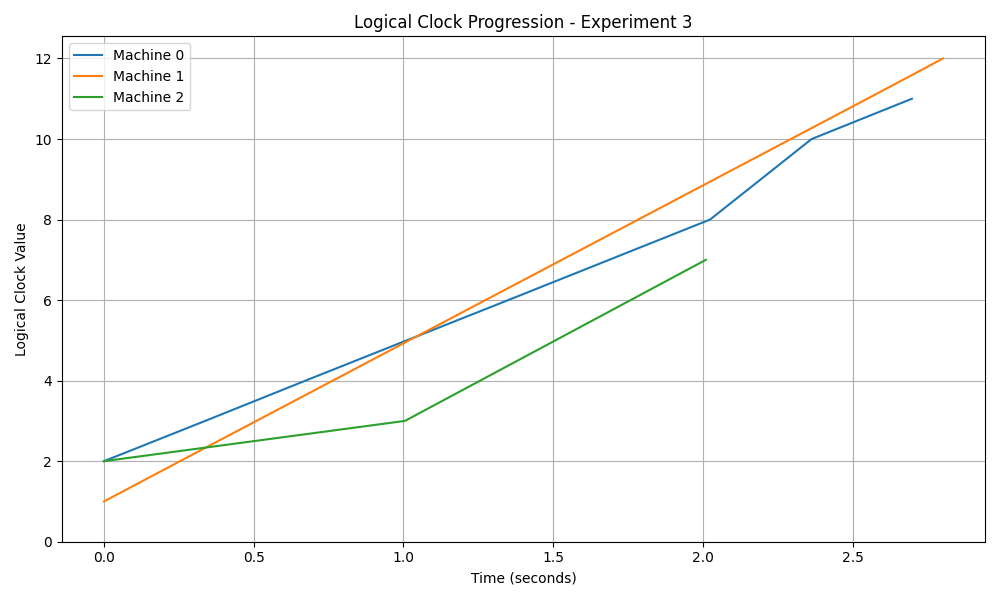 Logical Clock Progression - Experiment 3
Machine 0
Machine 1
Machine 2
Logical Clock Value
12
10
8
6
4
2
0
0.0 0.5 1.0 1.5 2.0 2.5
Time (seconds)